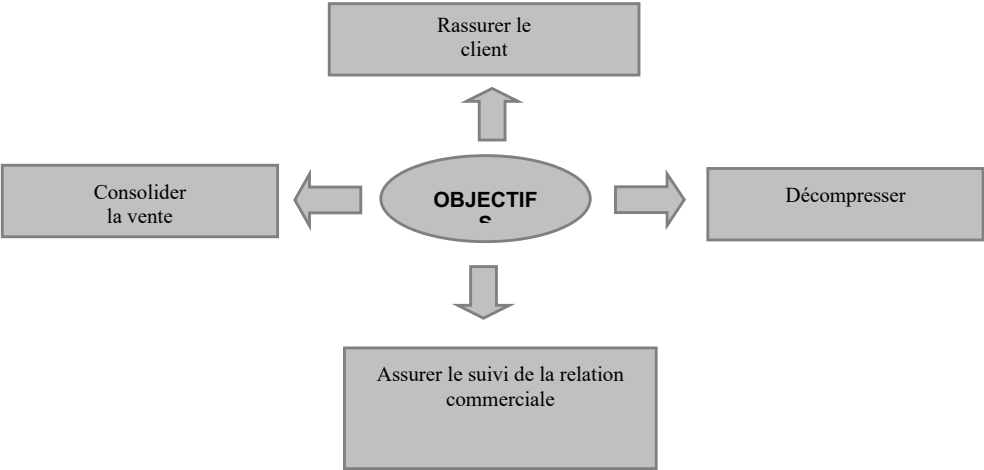 Rassurer le
client
Consolider
la vente
OBJECTIF
S
Décompresser
Assurer le suivi de la relation
commerciale